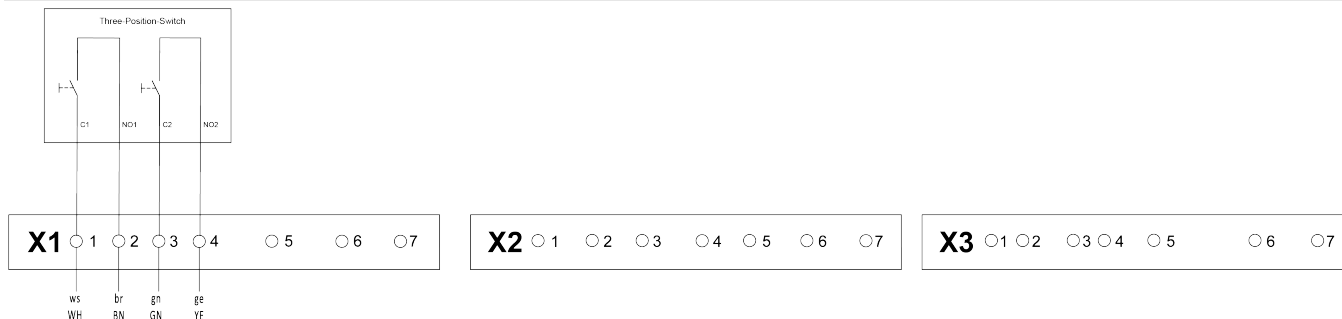 Three-Position-Switch
C1 NO1 C2 NO2
X1 1 2 3 4 5 6 7
X2 1 2 3 4 5 6 7
X3 1 2 3 4 5 6 7
ws br gn ge
WH BN GN YE